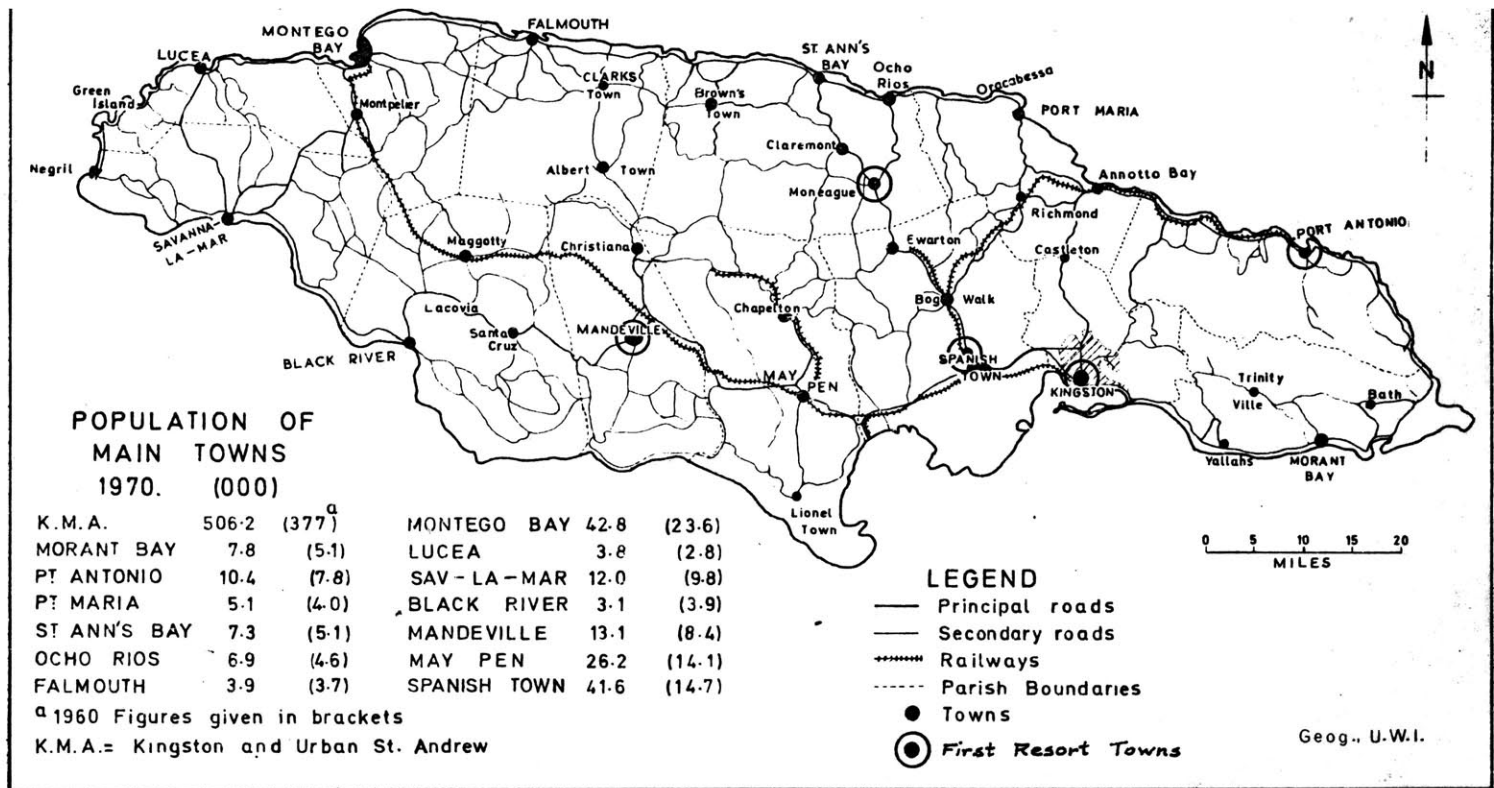 MONTEGO BAY
FALMOUTH
LUCEA
ST. ANN'S BAY
Ocho Rios
Oracabessa
N
Green Island
CLARKS Town
Brown's Town
Montpelier
PORT MARIA
Claremont
Negril
Albert Town
Moneague
Annotto Bay
Richmond
SAVANNA-LA-MAR
Maggotty
Christiana
Ewarton
Castleton
PORT ANTONIO
Lacovia
Chapelton
Bog Walk
Santa Cruz
MANDEVILLE
BLACK RIVER
SPANISH TOWN
MAY PEN
KINGSTON
Trinity Ville
Bath
Yallahs
MORANT BAY
Lionel Town
POPULATION OF
MAIN TOWNS
1970. (000)
K.M.A. 506·2 (377)a
MORANT BAY 7·8 (5·1)
PT ANTONIO 10·4 (7·8)
PT MARIA 5·1 (4·0)
ST ANN'S BAY 7·3 (5·1)
OCHO RIOS 6·9 (4·6)
FALMOUTH 3·9 (3·7)
MONTEGO BAY 42·8 (23·6)
LUCEA 3·8 (2·8)
SAV-LA-MAR 12·0 (9·8)
BLACK RIVER 3·1 (3·9)
MANDEVILLE 13·1 (8·4)
MAY PEN 26·2 (14·1)
SPANISH TOWN 41·6 (14·7)
a 1960 Figures given in brackets
K.M.A.= Kingston and Urban St. Andrew
0 5 10 15 20
MILES
LEGEND
Principal roads
Secondary roads
Railways
Parish Boundaries
Towns
First Resort Towns
Geog., U.W.I.